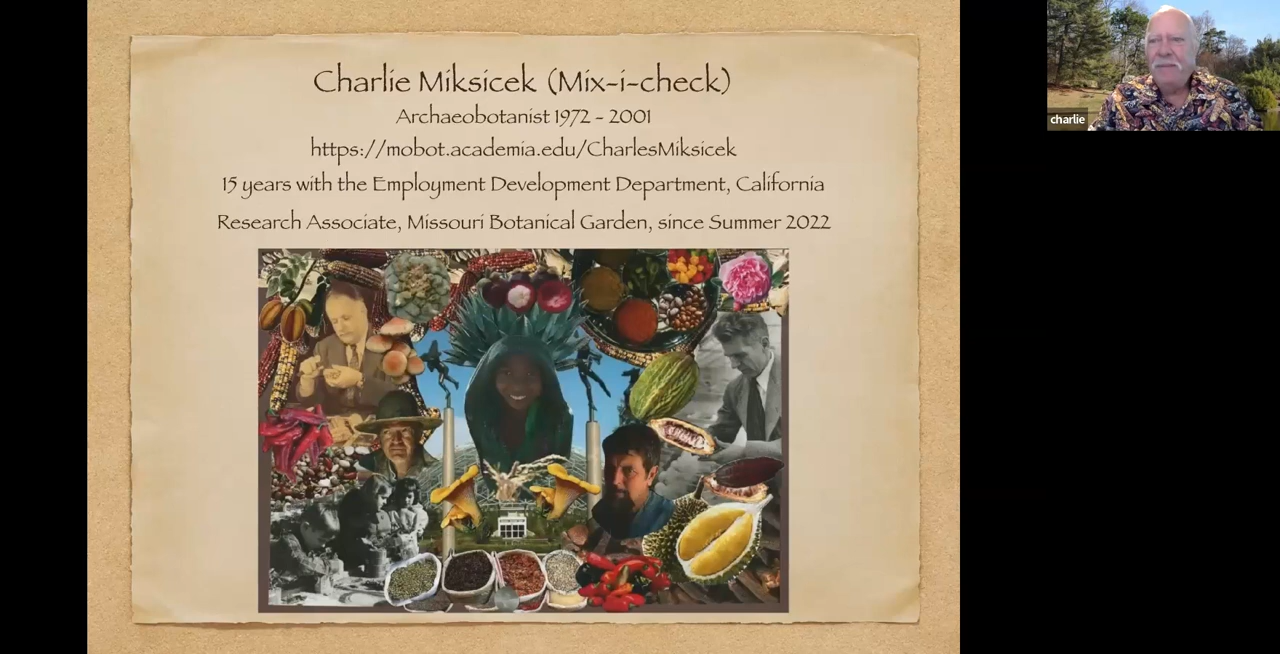 Charlie Miksicek (Mix-i-check)
Archaeobotanist 1972 - 2001
https://mobot.academia.edu/CharlesMiksicek
15 years with the Employment Development Department, California
Research Associate, Missouri Botanical Garden, since Summer 2022
charlie